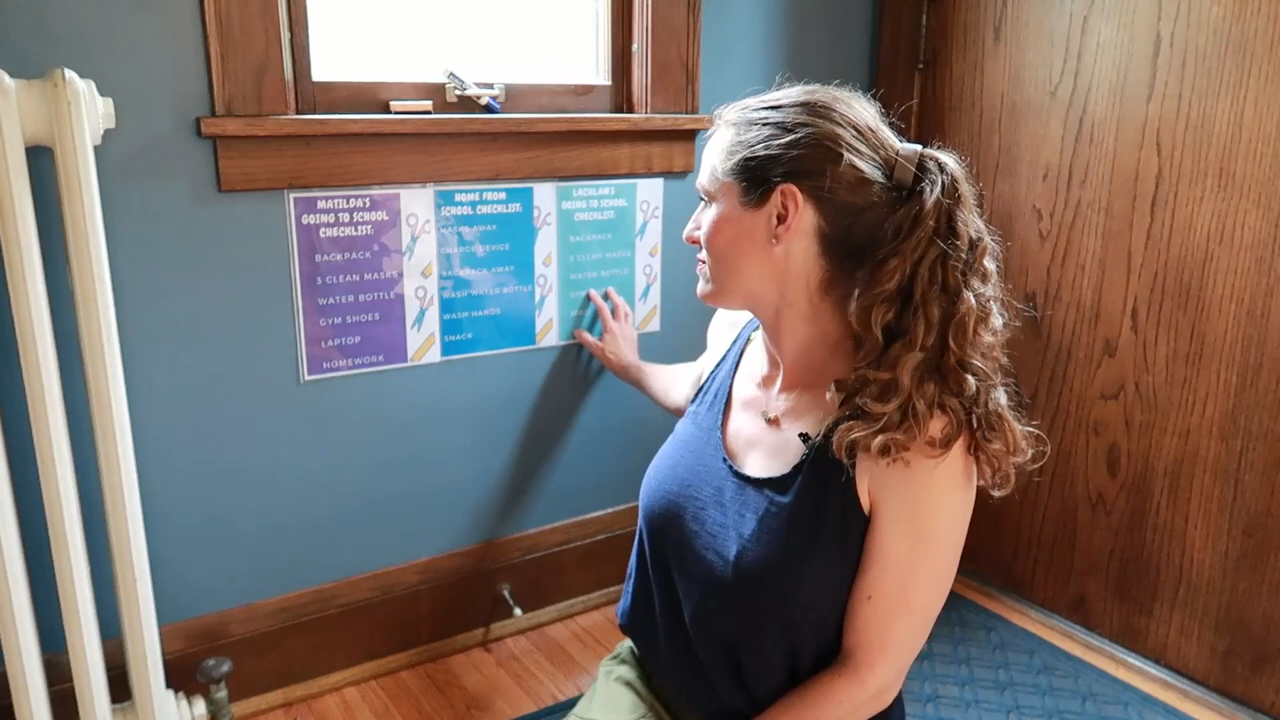 MATILDA'S
GOING TO SCHOOL
CHECKLIST:
BACKPACK
3 CLEAN MASKS
WATER BOTTLE
GYM SHOES
LAPTOP
HOMEWORK
HOME FROM
SCHOOL CHECKLIST:
MASKS AWAY
CHARGE DEVICE
BACKPACK AWAY
WASH WATER BOTTLE
WASH HANDS
SNACK
LACHLAN'S
GOING TO SCHOOL
CHECKLIST:
BACKPACK
3 CLEAN MASKS
WATER BOTTLE
GYM